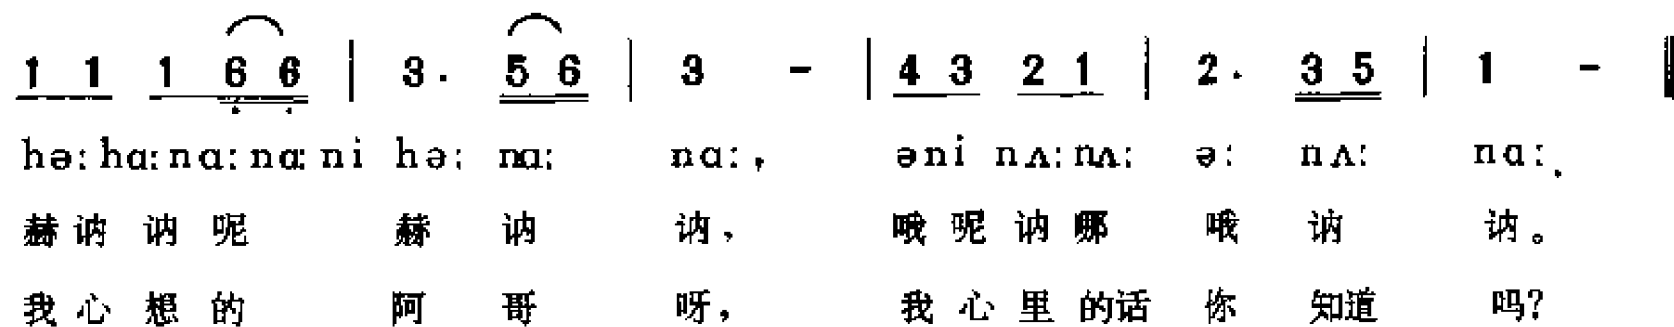 1 1 1 6 6 | 3 · 5 6 | 3 - | 4 3 2 1 | 2 · 3 5 | 1 - ‖
hə: hɑ: nɑ: nɑ: ni hə: nɑ: nɑ:, əni nʌ: nʌ: ə: nʌ: nɑ:.
赫讷讷呢 赫讷讷, 哦呢讷哪 哦讷讷。
我心想的 阿哥呀, 我心里的话 你知道吗?